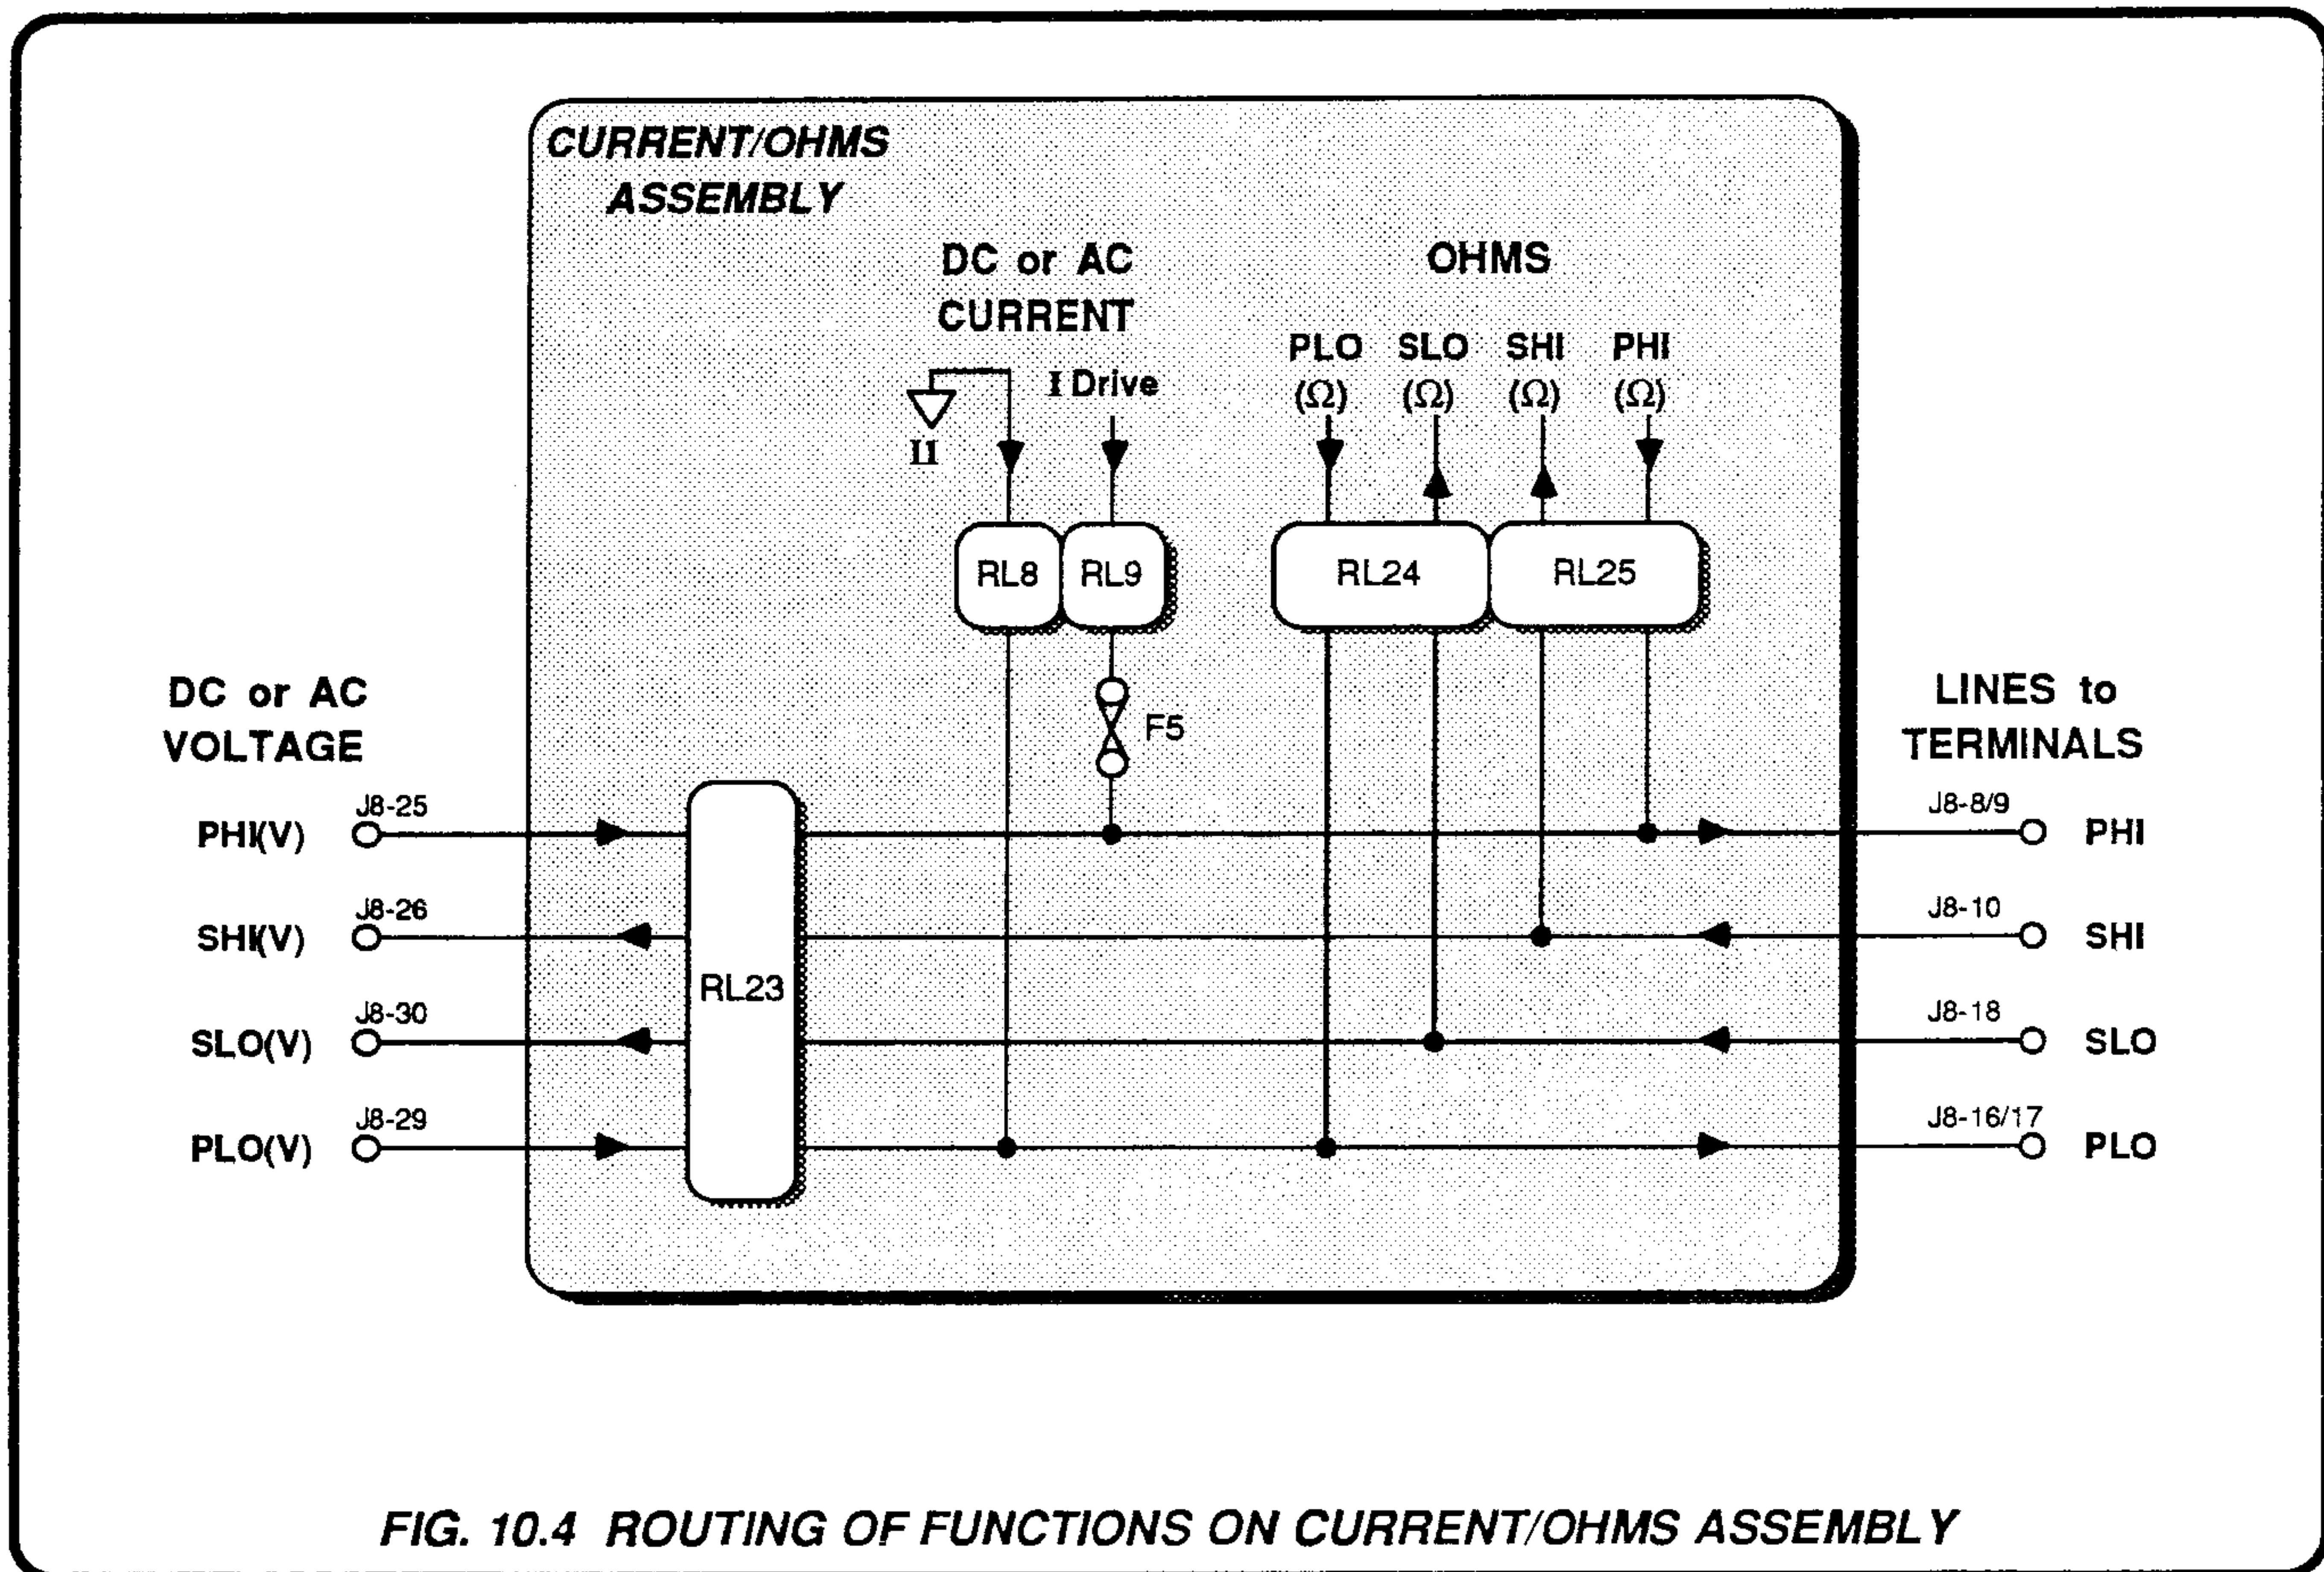 CURRENT/OHMS
ASSEMBLY
DC or AC
CURRENT
OHMS
PLO SLO SHI PHI
(Ω) (Ω) (Ω) (Ω)
I Drive
I1
RL8 RL9 RL24 RL25
F5
DC or AC
VOLTAGE
LINES to
TERMINALS
J8-25
PHI(V)
J8-26
SHI(V)
J8-30
SLO(V)
J8-29
PLO(V)
RL23
J8-8/9
PHI
J8-10
SHI
J8-18
SLO
J8-16/17
PLO
FIG. 10.4 ROUTING OF FUNCTIONS ON CURRENT/OHMS ASSEMBLY